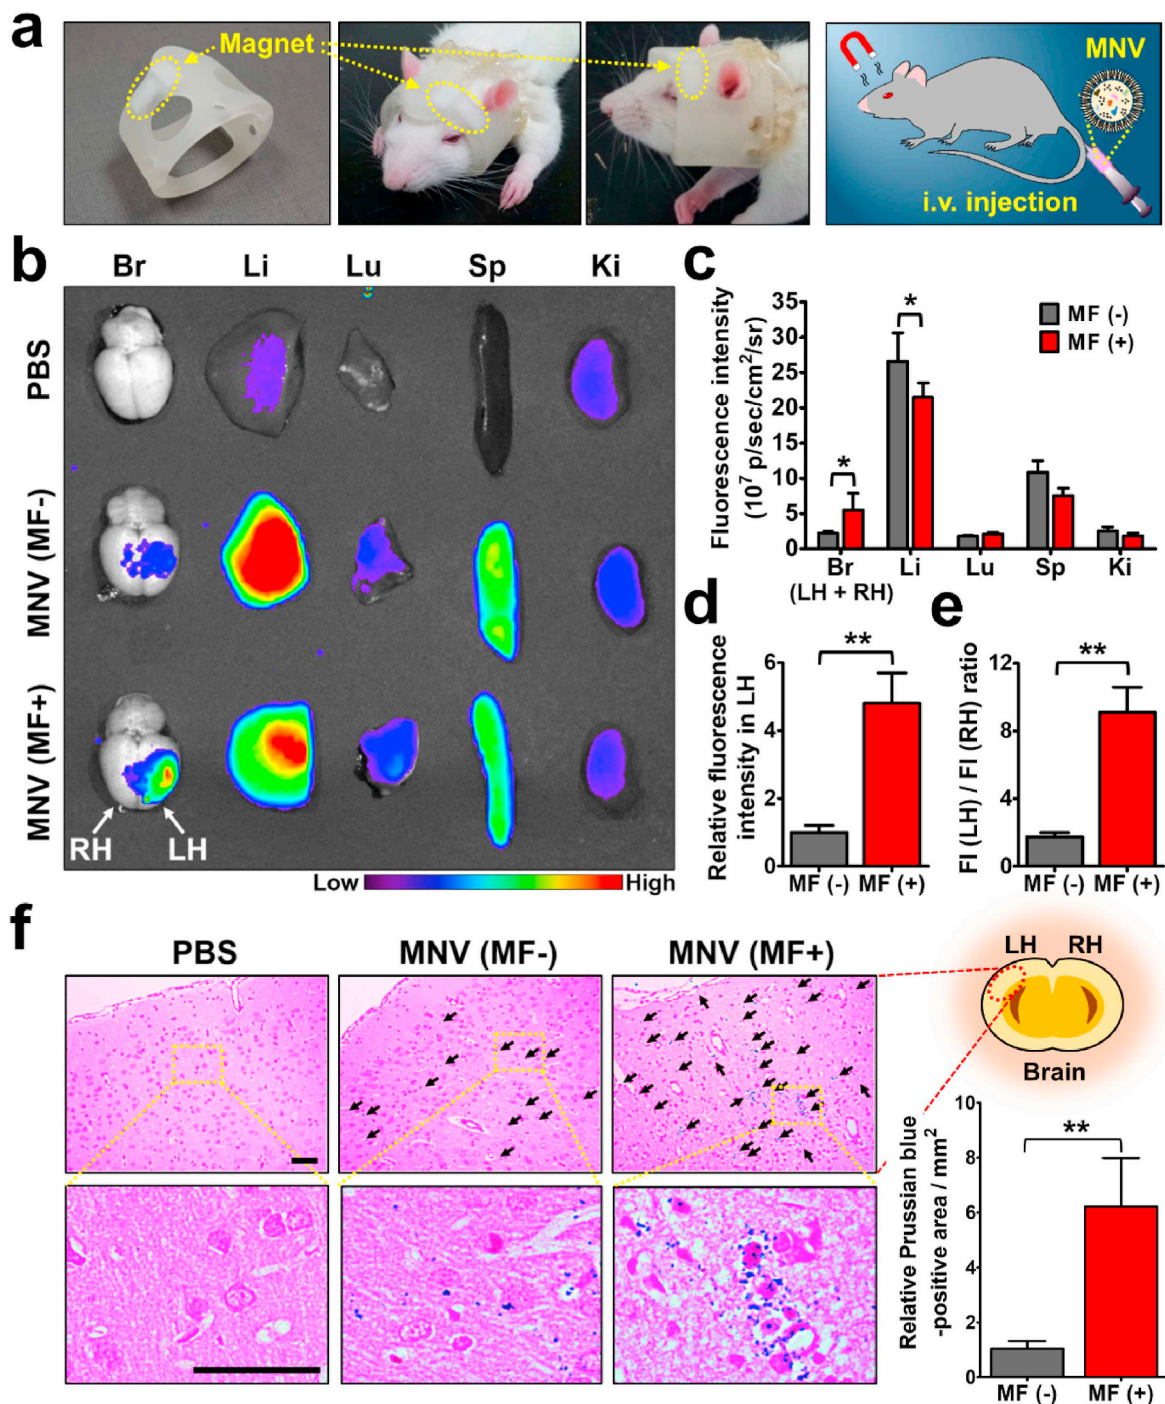 a
Magnet
MNV
i.v. injection
b
Br Li Lu Sp Ki
PBS
MNV (MF-)
MNV (MF+)
RH LH
Low High
c
Fluorescence intensity
(10⁷ p/sec/cm²/sr)
35
30
25
20
15
10
5
0
* *
MF (-)
MF (+)
Br Li Lu Sp Ki
(LH + RH)
d
Relative fluorescence
intensity in LH
6
4
2
0
**
MF (-) MF (+)
e
FI (LH) / FI (RH) ratio
12
8
4
0
**
MF (-) MF (+)
f
PBS MNV (MF-) MNV (MF+)
LH RH
Brain
Relative Prussian blue
-positive area / mm²
10
8
6
4
2
0
**
MF (-) MF (+)